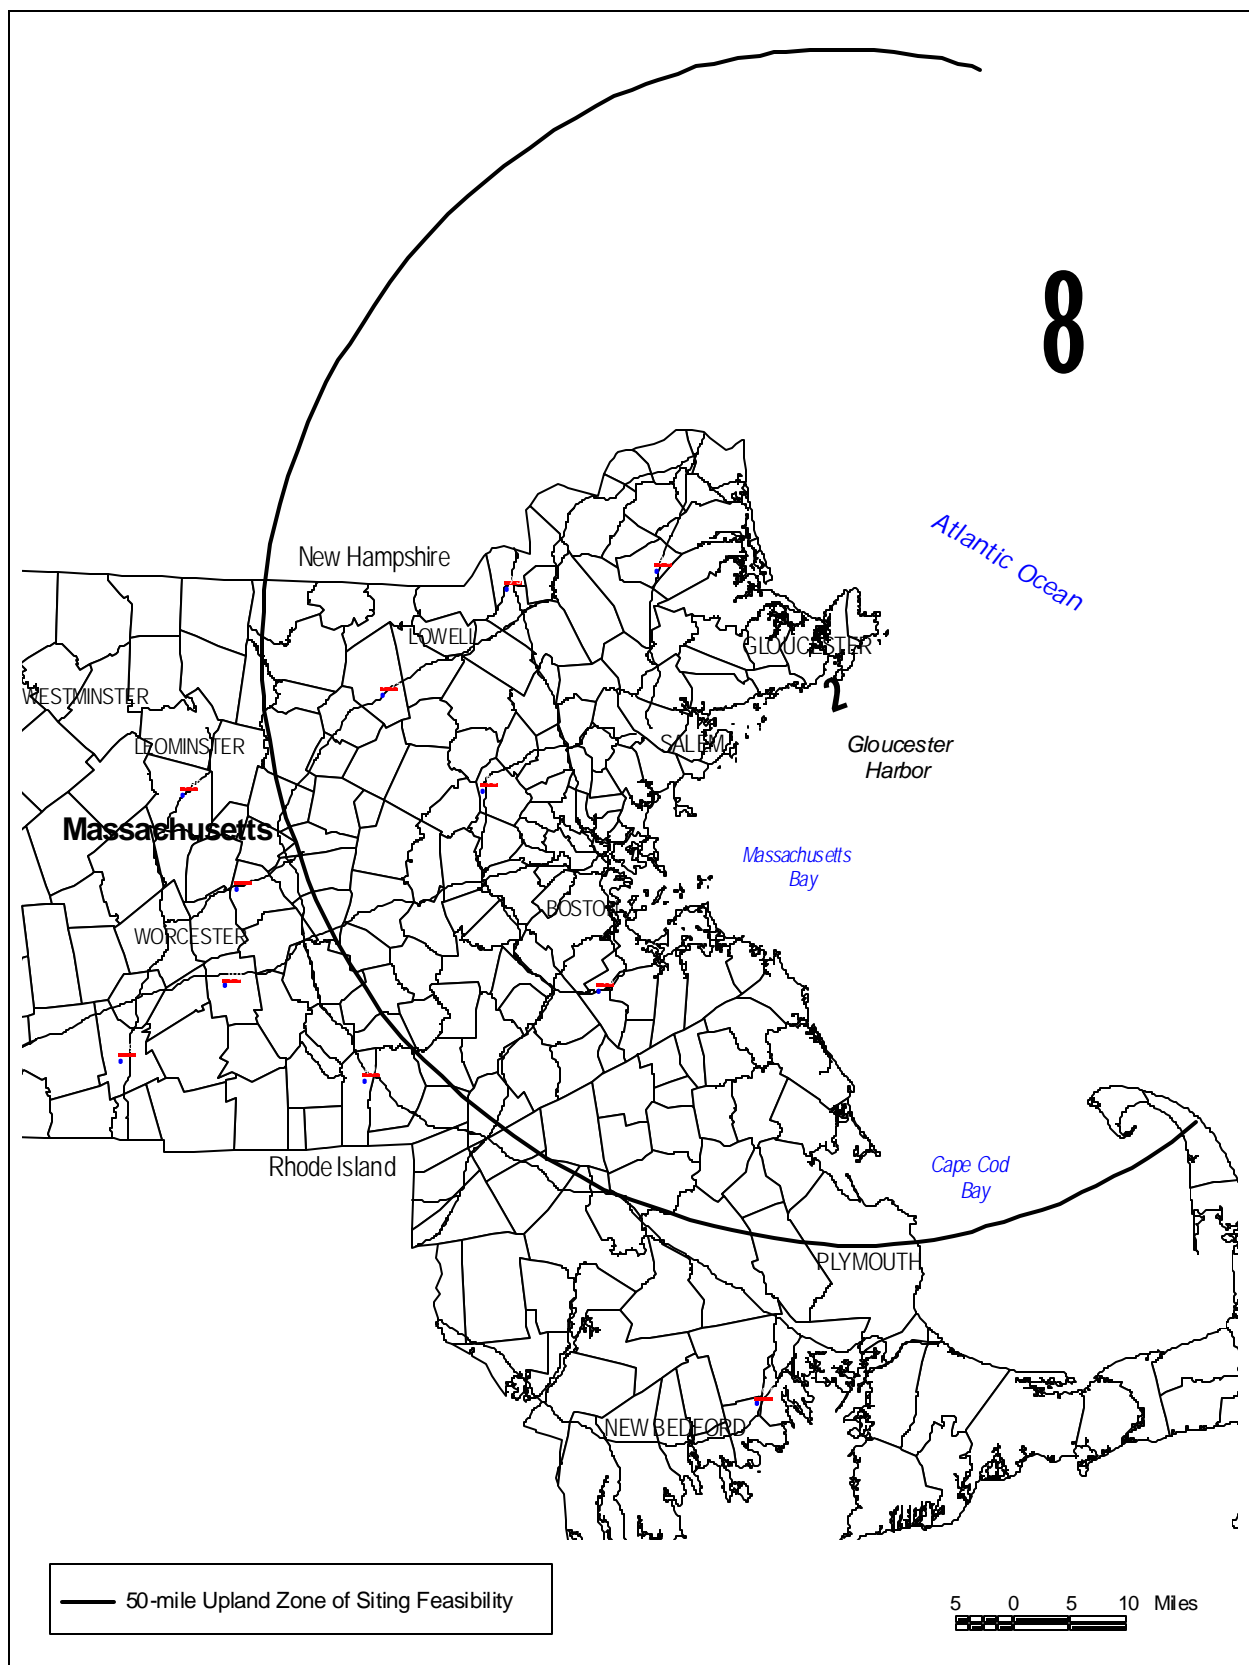 8
Atlantic Ocean
New Hampshire
LOWELL
GLOUCESTER
WESTMINSTER
2
LEOMINSTER
SALEM
Gloucester
Harbor
Massachusetts
Massachusetts
Bay
BOSTON
WORCESTER
Rhode Island
Cape Cod
Bay
PLYMOUTH
NEW BEDFORD
50-mile Upland Zone of Siting Feasibility
5 0 5 10 Miles